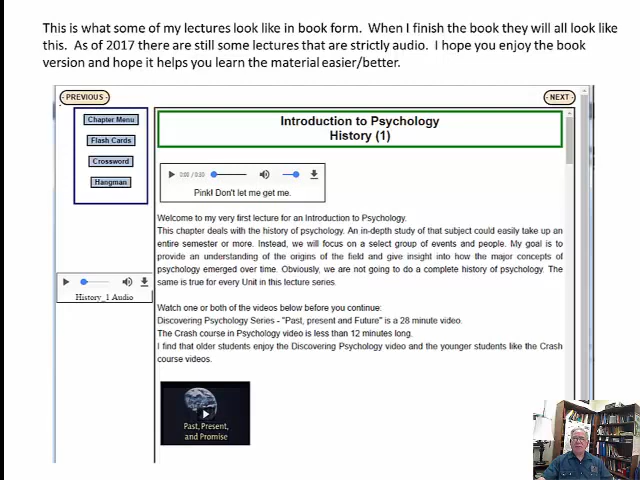 This is what some of my lectures look like in book form. When I finish the book they will all look like
this. As of 2017 there are still some lectures that are strictly audio. I hope you enjoy the book
version and hope it helps you learn the material easier/better.
- PREVIOUS -
- NEXT -
Chapter Menu
Flash Cards
Crossword
Hangman
Introduction to Psychology
History (1)
0:00 / 0:10
Pink! Don't let me get me.
Welcome to my very first lecture for an Introduction to Psychology.
This chapter deals with the history of psychology. An in-depth study of that subject could easily take up an
entire semester or more. Instead, we will focus on a select group of events and people. My goal is to
provide an understanding of the origins of the field and give insight into how the major concepts of
psychology emerged over time. Obviously, we are not going to do a complete history of psychology. The
same is true for every Unit in this lecture series.
History_1 Audio
Watch one or both of the videos below before you continue:
Discovering Psychology Series - "Past, present and Future" is a 28 minute video.
The Crash course in Psychology video is less than 12 minutes long.
I find that older students enjoy the Discovering Psychology video and the younger students like the Crash
course videos.
Past, Present,
and Promise